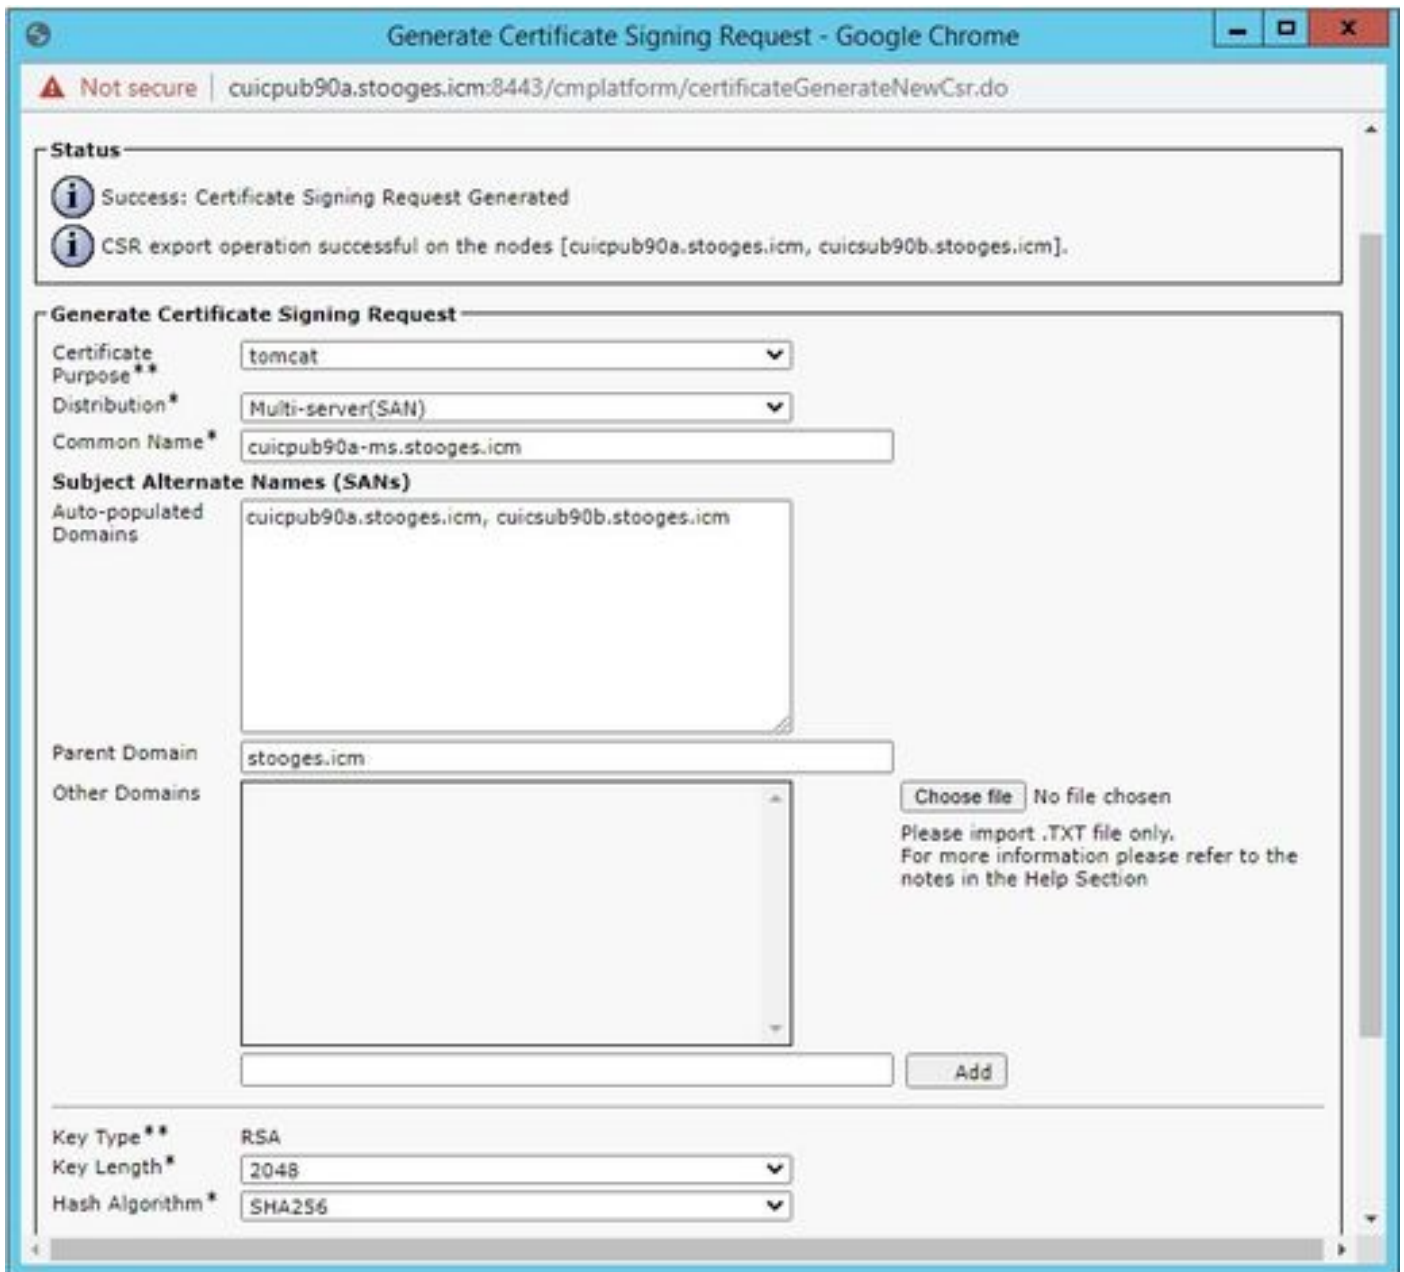 Generate Certificate Signing Request - Google Chrome
Not secure | cuicpub90a.stooges.icm:8443/cmplatform/certificateGenerateNewCsr.do
Status
Success: Certificate Signing Request Generated
CSR export operation successful on the nodes [cuicpub90a.stooges.icm, cuicsub90b.stooges.icm].
Generate Certificate Signing Request
Certificate
Purpose** tomcat
Distribution* Multi-server(SAN)
Common Name* cuicpub90a-ms.stooges.icm
Subject Alternate Names (SANs)
Auto-populated cuicpub90a.stooges.icm, cuicsub90b.stooges.icm
Domains
Parent Domain stooges.icm
Other Domains Choose file No file chosen
Please import .TXT file only.
For more information please refer to the
notes in the Help Section
Add
Key Type** RSA
Key Length* 2048
Hash Algorithm* SHA256